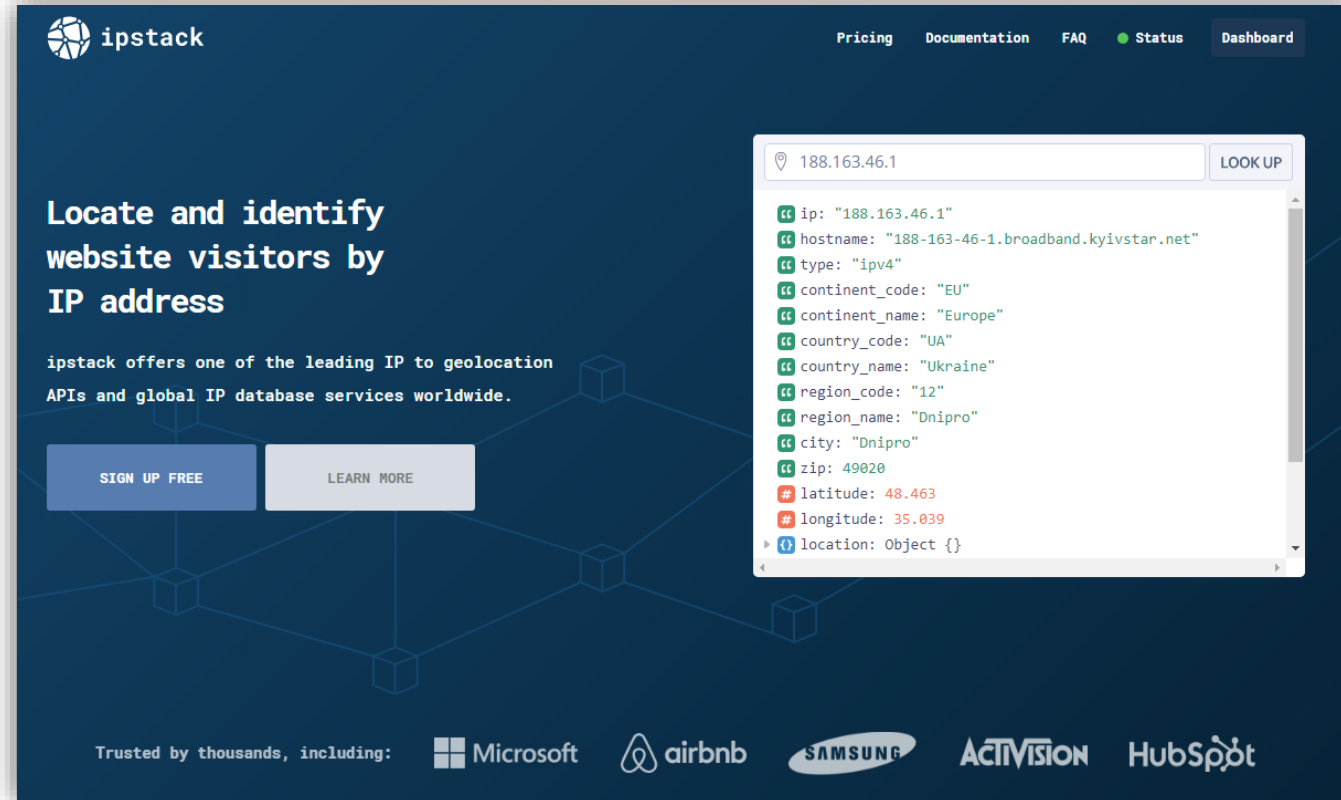 ipstack
Pricing Documentation FAQ Status Dashboard
188.163.46.1 LOOK UP
Locate and identify
website visitors by
IP address
ipstack offers one of the leading IP to geolocation
APIs and global IP database services worldwide.
SIGN UP FREE LEARN MORE
ip: "188.163.46.1"
hostname: "188-163-46-1.broadband.kyivstar.net"
type: "ipv4"
continent_code: "EU"
continent_name: "Europe"
country_code: "UA"
country_name: "Ukraine"
region_code: "12"
region_name: "Dnipro"
city: "Dnipro"
zip: 49020
# latitude: 48.463
# longitude: 35.039
{} location: Object {}
Trusted by thousands, including: Microsoft airbnb SAMSUNG ACTIVISION HubSpot